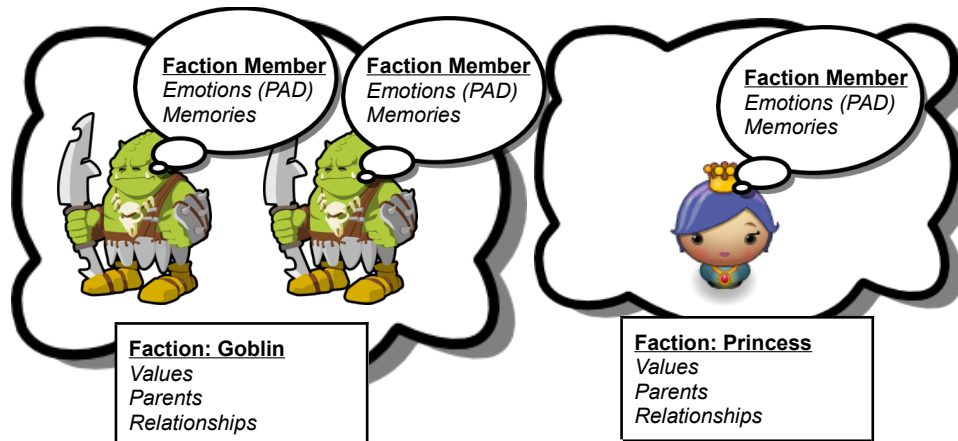 Faction Member
Emotions (PAD)
Memories
Faction Member
Emotions (PAD)
Memories
Faction Member
Emotions (PAD)
Memories
Faction: Goblin
Values
Parents
Relationships
Faction: Princess
Values
Parents
Relationships